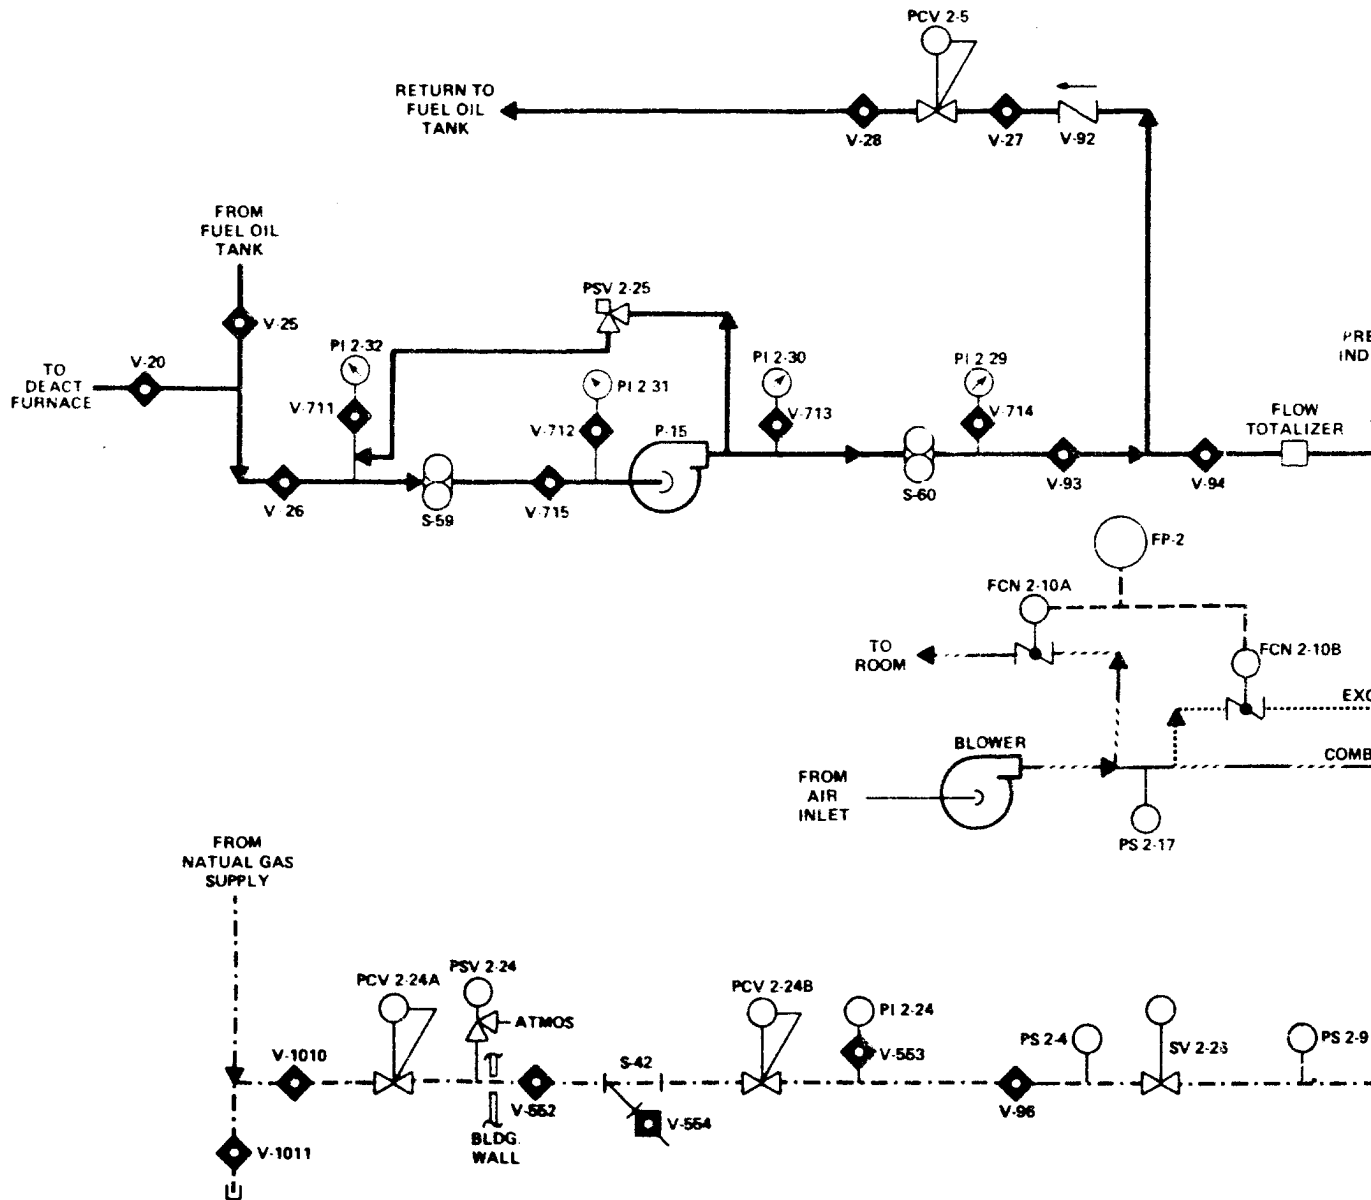 PCV 2-5
RETURN TO
FUEL OIL
TANK
V-28
V-27
V-92
FROM
FUEL OIL
TANK
V-25
PSV 2-25
V-20
TO
DEACT
FURNACE
PI 2-32
V-711
PI 2-31
V-712
P-15
PI 2-30
V-713
PI 2-29
V-714
PRE
IND
FLOW
TOTALIZER
V-26
S-59
V-715
S-60
V-93
V-94
FP-2
FCN 2-10A
TO
ROOM
FCN 2-10B
EXC
BLOWER
COMB
FROM
AIR
INLET
PS 2-17
FROM
NATUAL GAS
SUPPLY
PCV 2-24A
PSV 2-24
ATMOS
PCV 2-24B
PI 2-24
V-553
PS 2-4
PS 2-9
V-1010
S-42
V-552
V-554
V-96
BLDG.
WALL
V-1011